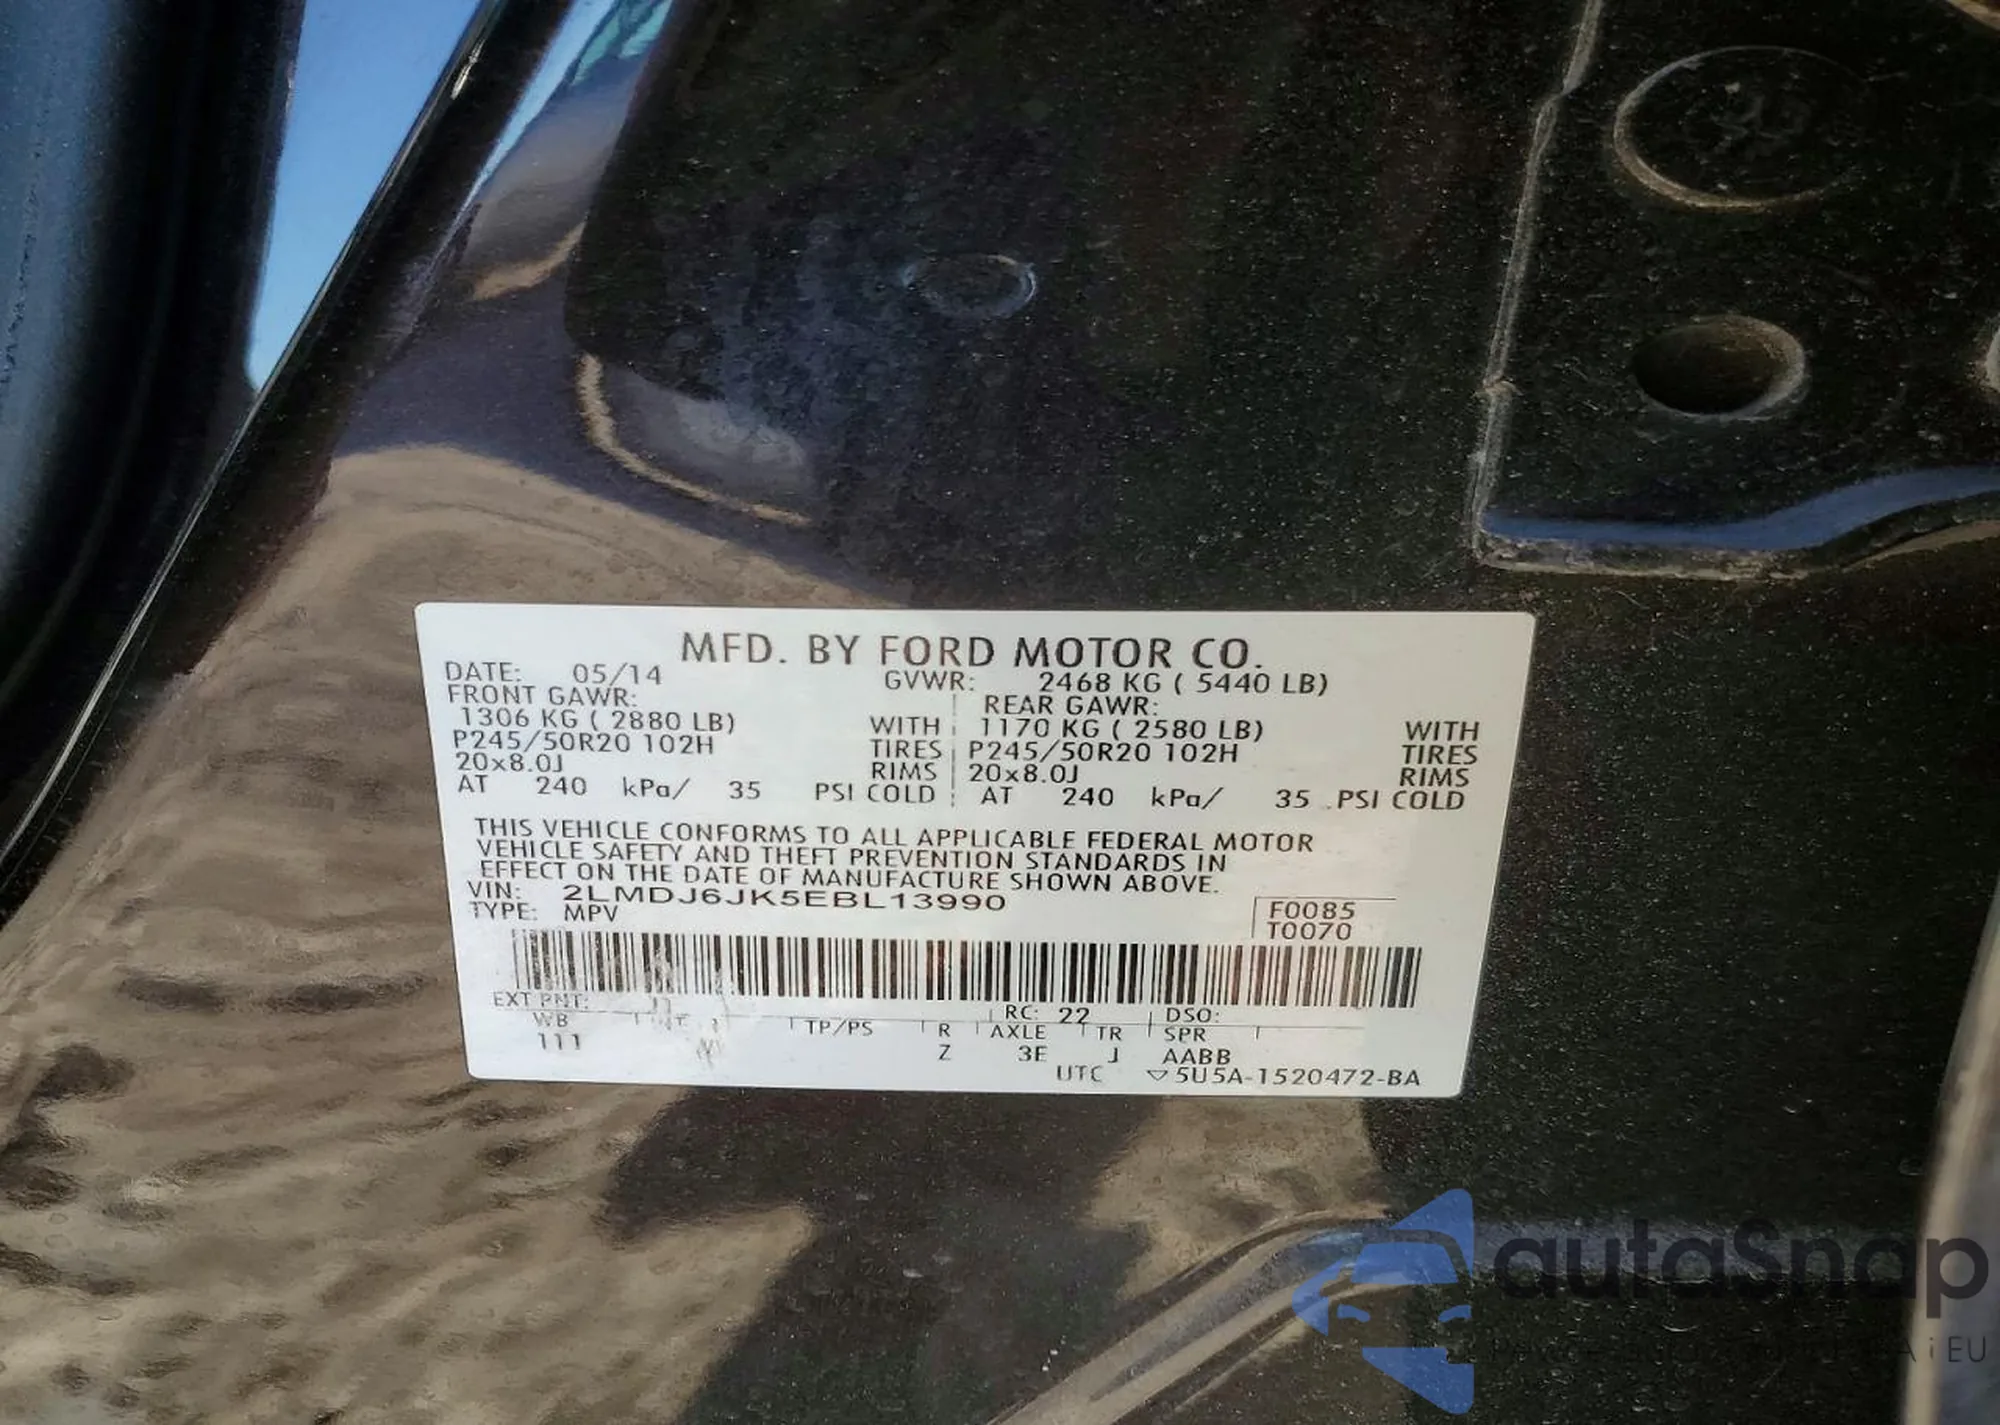 MFD. BY FORD MOTOR CO.
DATE: 05/14 GVWR: 2468 KG ( 5440 LB)
FRONT GAWR: REAR GAWR:
1306 KG ( 2880 LB) WITH 1170 KG ( 2580 LB) WITH
P245/50R20 102H TIRES P245/50R20 102H TIRES
20x8.0J RIMS 20x8.0J RIMS
AT 240 kPa/ 35 PSI COLD AT 240 kPa/ 35 PSI COLD
THIS VEHICLE CONFORMS TO ALL APPLICABLE FEDERAL MOTOR
VEHICLE SAFETY AND THEFT PREVENTION STANDARDS IN
EFFECT ON THE DATE OF MANUFACTURE SHOWN ABOVE.
VIN: 2LMDJ6JK5EBL13990
TYPE: MPV
F0085
T0070
EXT PNT: RC: 22 DSO:
WB TP/PS R AXLE TR SPR
111 Z 3E J AABB
UTC ▽5U5A-1520472-BA
autaSnap
i EU